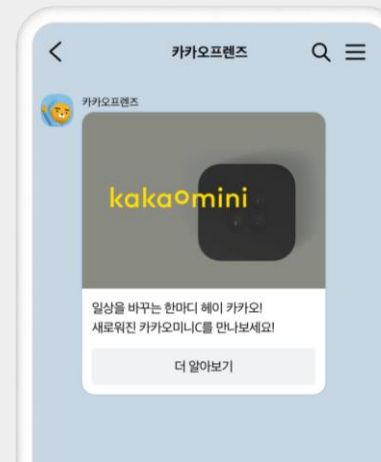 카카오프렌즈
카카오프렌즈
kakaomini
일상을 바꾸는 한마디 헤이 카카오!
새로워진 카카오미니C를 만나보세요!
더 알아보기